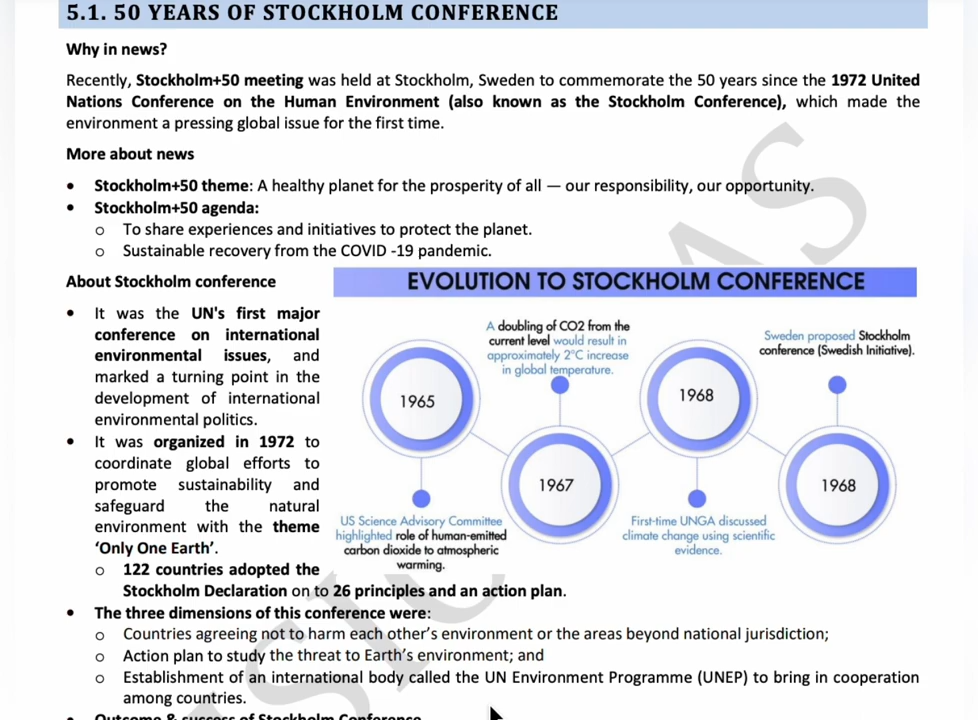 5.1. 50 YEARS OF STOCKHOLM CONFERENCE
Why in news?
Recently, Stockholm+50 meeting was held at Stockholm, Sweden to commemorate the 50 years since the 1972 United
Nations Conference on the Human Environment (also known as the Stockholm Conference), which made the
environment a pressing global issue for the first time.
More about news
• Stockholm+50 theme: A healthy planet for the prosperity of all — our responsibility, our opportunity.
• Stockholm+50 agenda:
o To share experiences and initiatives to protect the planet.
o Sustainable recovery from the COVID -19 pandemic.
About Stockholm conference
• It was the UN's first major
conference on international
environmental issues, and
marked a turning point in the
development of international
environmental politics.
• It was organized in 1972 to
coordinate global efforts to
promote sustainability and
safeguard the natural
environment with the theme
‘Only One Earth’.
o 122 countries adopted the
Stockholm Declaration on to 26 principles and an action plan.
EVOLUTION TO STOCKHOLM CONFERENCE
1965
US Science Advisory Committee
highlighted role of human-emitted
carbon dioxide to atmospheric
warming.
A doubling of CO2 from the
current level would result in
approximately 2°C increase
in global temperature.
1967
1968
First-time UNGA discussed
climate change using scientific
evidence.
Sweden proposed Stockholm
conference (Swedish Initiative).
1968
• The three dimensions of this conference were:
o Countries agreeing not to harm each other’s environment or the areas beyond national jurisdiction;
o Action plan to study the threat to Earth’s environment; and
o Establishment of an international body called the UN Environment Programme (UNEP) to bring in cooperation
among countries.
• Outcome & success of Stockholm Conference